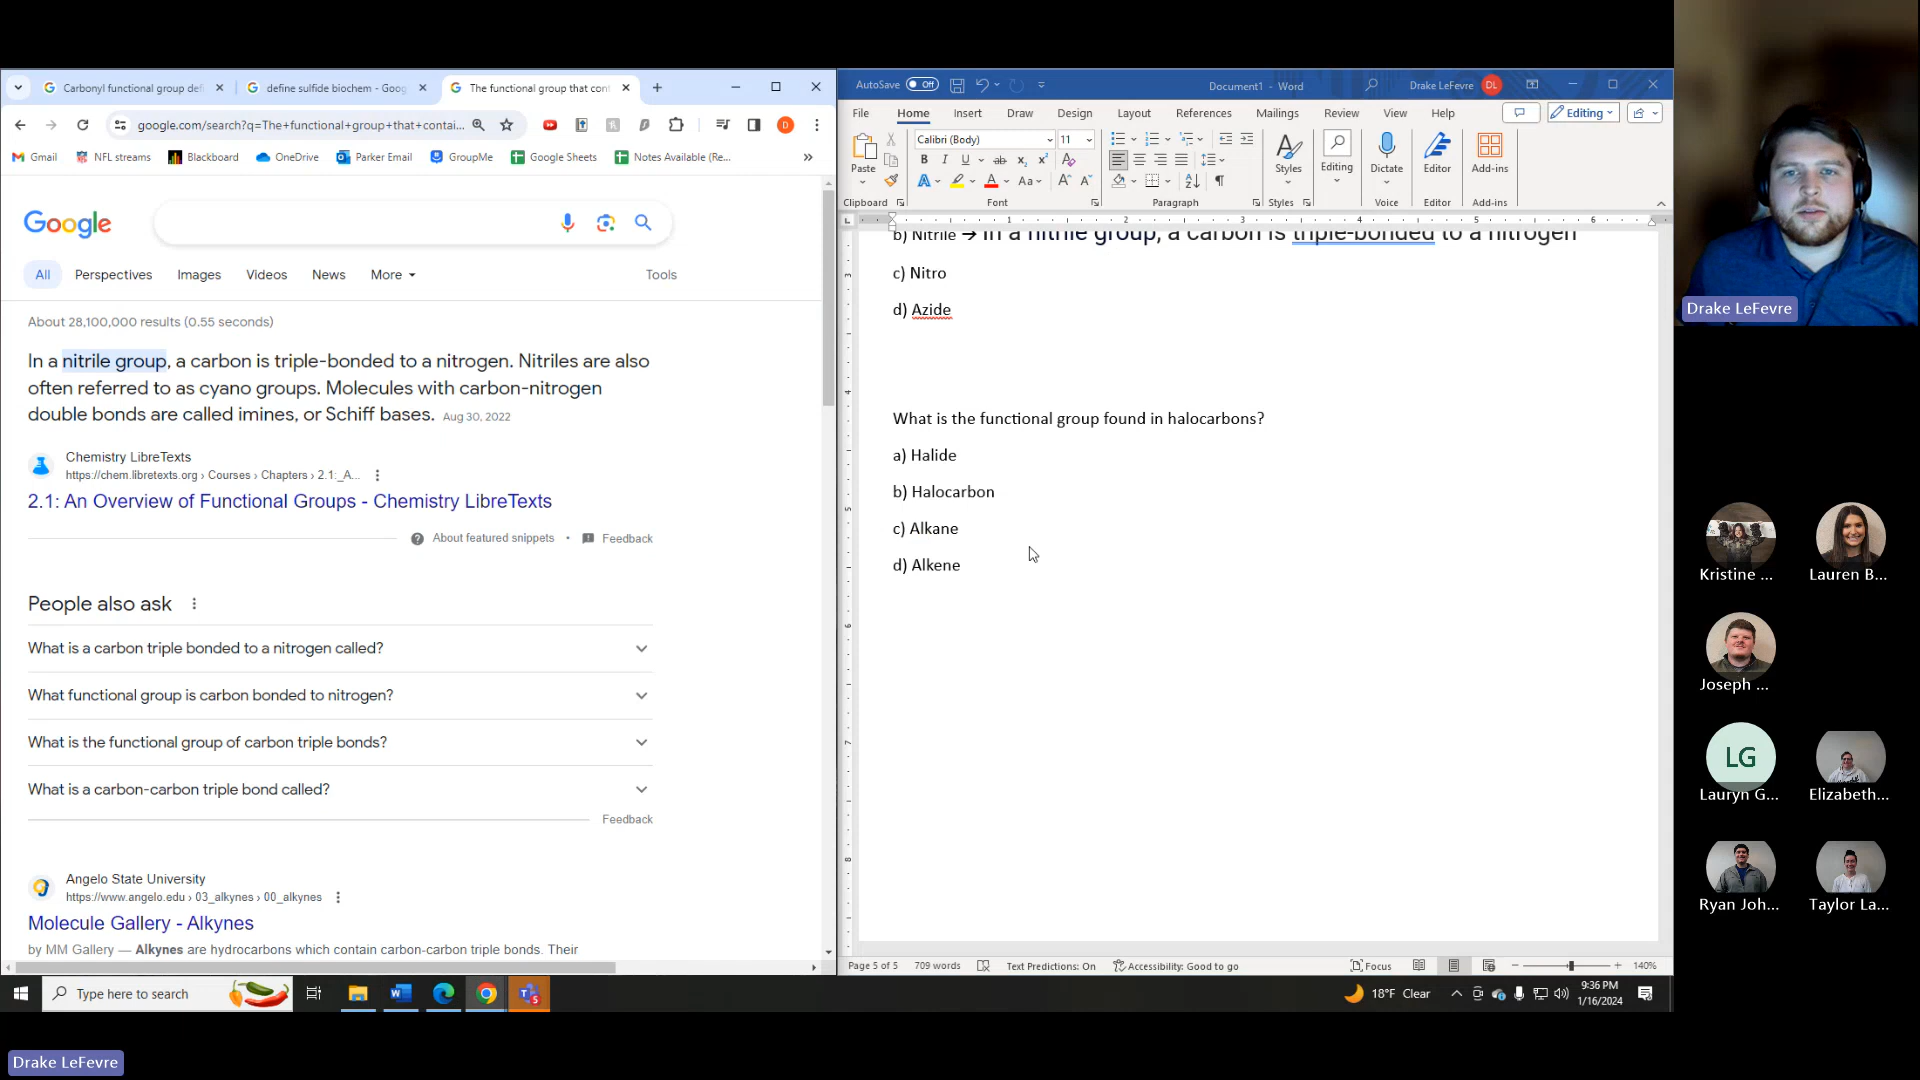 Carbonyl functional group def
define sulfide biochem - Goog
The functional group that cont
google.com/search?q=The+functional+group+that+contai...
Gmail
NFL streams
Blackboard
OneDrive
Parker Email
GroupMe
Google Sheets
Notes Available (Re...
Google
All
Perspectives
Images
Videos
News
More
Tools
About 28,100,000 results (0.55 seconds)
In a nitrile group, a carbon is triple-bonded to a nitrogen. Nitriles are also
often referred to as cyano groups. Molecules with carbon-nitrogen
double bonds are called imines, or Schiff bases. Aug 30, 2022
Chemistry LibreTexts
https://chem.libretexts.org › Courses › Chapters › 2.1:_A...
2.1: An Overview of Functional Groups - Chemistry LibreTexts
About featured snippets • Feedback
People also ask
What is a carbon triple bonded to a nitrogen called?
What functional group is carbon bonded to nitrogen?
What is the functional group of carbon triple bonds?
What is a carbon-carbon triple bond called?
Feedback
Angelo State University
https://www.angelo.edu › 03_alkynes › 00_alkynes
Molecule Gallery - Alkynes
by MM Gallery — Alkynes are hydrocarbons which contain carbon-carbon triple bonds. Their
AutoSave Off
Document1 - Word
Drake LeFevre DL
File Home Insert Draw Design Layout References Mailings Review View Help
Editing
Paste
Calibri (Body) 11
Styles
Editing
Dictate
Editor
Add-ins
Clipboard
Font
Paragraph
Styles
Voice
Editor
Add-ins
b) Nitrile → In a nitrile group, a carbon is triple-bonded to a nitrogen
c) Nitro
d) Azide
What is the functional group found in halocarbons?
a) Halide
b) Halocarbon
c) Alkane
d) Alkene
Page 5 of 5 709 words Text Predictions: On Accessibility: Good to go Focus 140%
Type here to search
18°F Clear
9:36 PM
1/16/2024
Drake LeFevre
Kristine ...
Lauren B...
Joseph ...
LG
Lauryn G...
Elizabeth...
Ryan Joh...
Taylor La...
Drake LeFevre